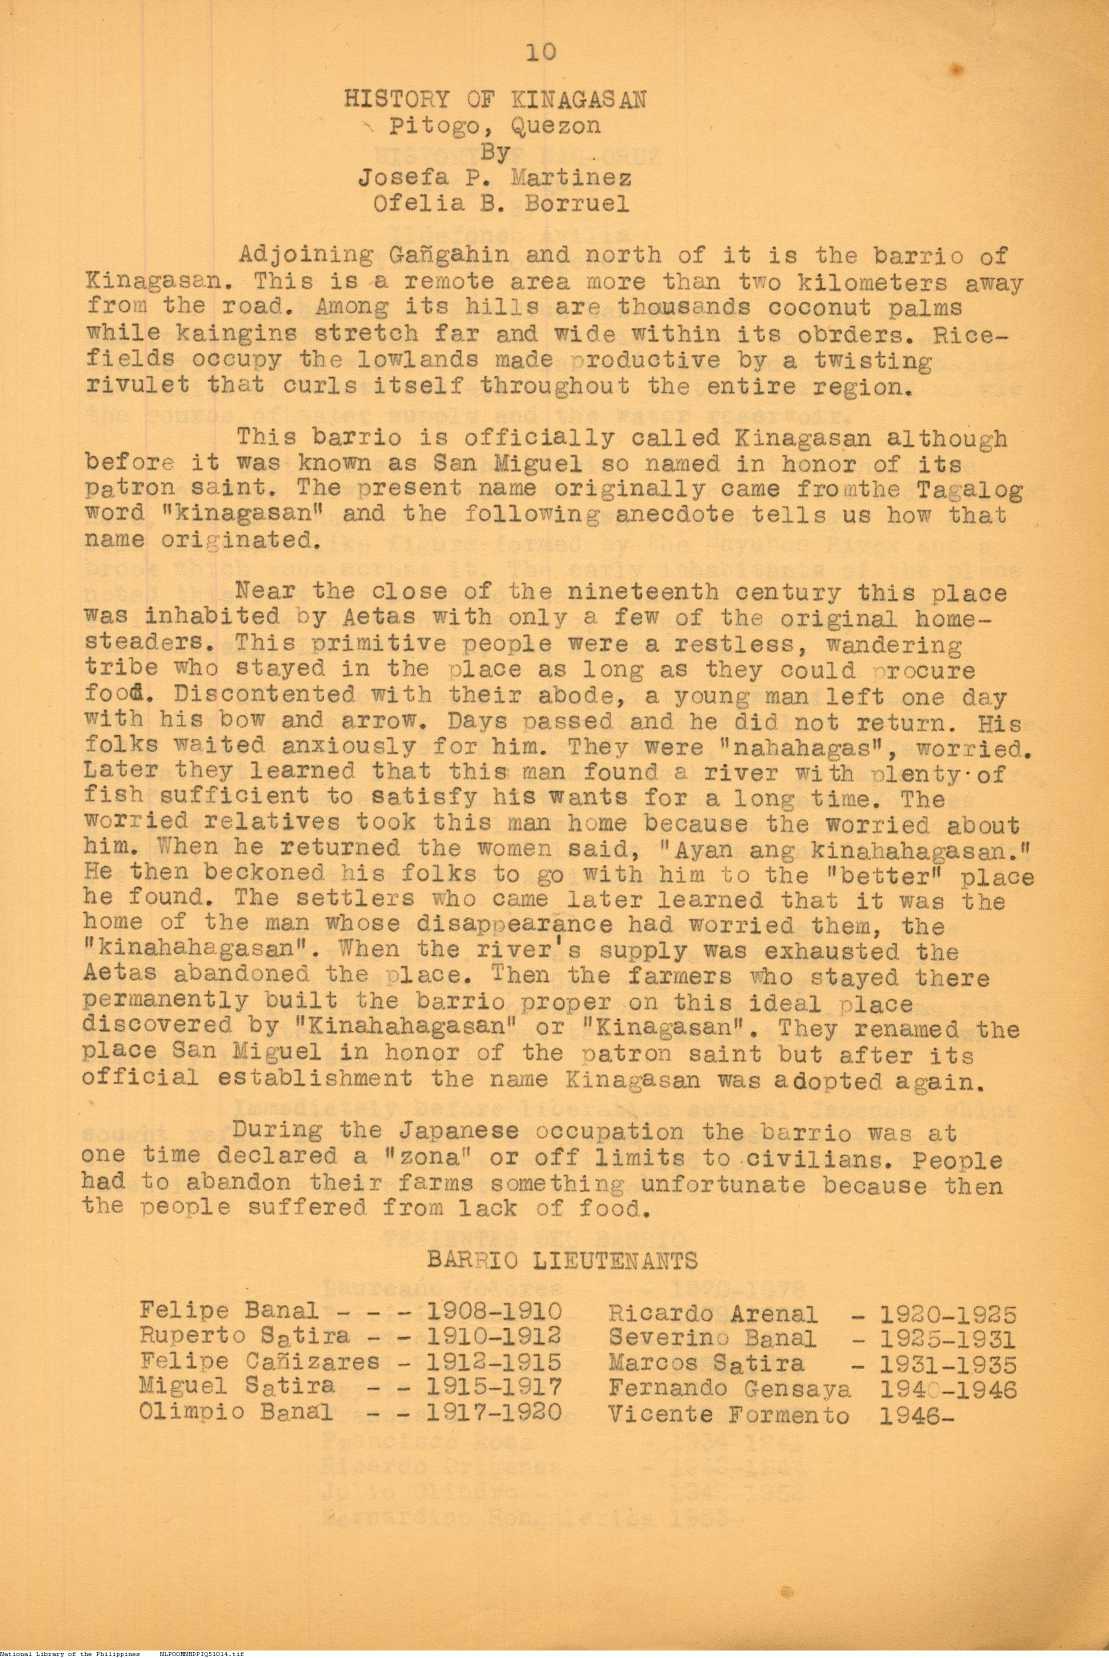 10
HISTORY OF KINAGASAN
Pitogo, Quezon
By
Josefa P. Martinez
Ofelia B. Borruel
Adjoining Gañgahin and north of it is the barrio of
Kinagasan. This is a remote area more than two kilometers away
from the road. Among its hills are thousands coconut palms
while kaingins stretch far and wide within its obrders. Rice-
fields occupy the lowlands made productive by a twisting
rivulet that curls itself throughout the entire region.
This barrio is officially called Kinagasan although
before it was known as San Miguel so named in honor of its
patron saint. The present name originally came fromthe Tagalog
word "kinagasan" and the following anecdote tells us how that
name originated.
Near the close of the nineteenth century this place
was inhabited by Aetas with only a few of the original home-
steaders. This primitive people were a restless, wandering
tribe who stayed in the place as long as they could procure
food. Discontented with their abode, a young man left one day
with his bow and arrow. Days passed and he did not return. His
folks waited anxiously for him. They were "nahahagas", worried.
Later they learned that this man found a river with plenty of
fish sufficient to satisfy his wants for a long time. The
worried relatives took this man home because the worried about
him. When he returned the women said, "Ayan ang kinahahagasan."
He then beckoned his folks to go with him to the "better" place
he found. The settlers who came later learned that it was the
home of the man whose disappearance had worried them, the
"kinahahagasan". When the river's supply was exhausted the
Aetas abandoned the place. Then the farmers who stayed there
permanently built the barrio proper on this ideal place
discovered by "Kinahahagasan" or "Kinagasan". They renamed the
place San Miguel in honor of the patron saint but after its
official establishment the name Kinagasan was adopted again.
During the Japanese occupation the barrio was at
one time declared a "zona" or off limits to civilians. People
had to abandon their farms something unfortunate because then
the people suffered from lack of food.
BARRIO LIEUTENANTS
Felipe Banal - - - 1908-1910
Ruperto Satira - - 1910-1912
Felipe Cañizares - 1912-1915
Miguel Satira - - 1915-1917
Olimpio Banal - - 1917-1920
Ricardo Arenal - 1920-1925
Severino Banal - 1925-1931
Marcos Satira - 1931-1935
Fernando Gensaya 1940-1946
Vicente Formento 1946-
National Library of the Philippines